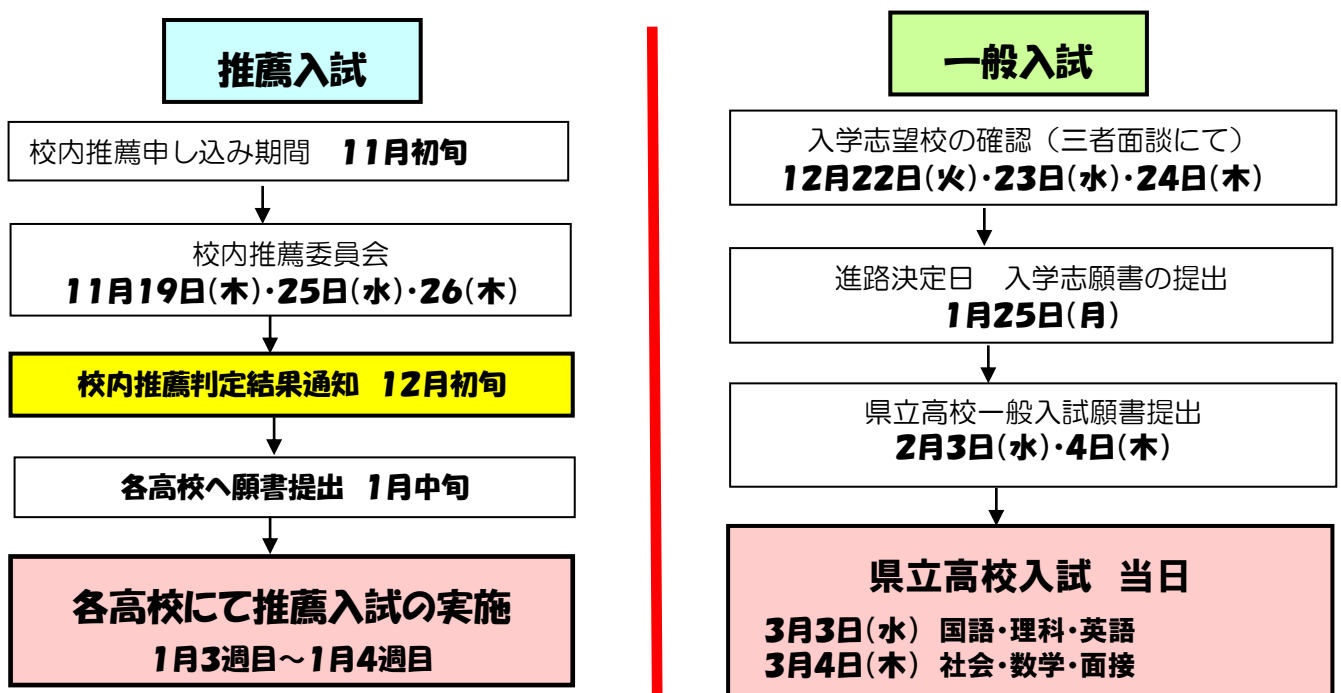 推薦入試
校内推薦申し込み期間　11月初旬
校内推薦委員会
11月19日(木)・25日(水)・26(木)
校内推薦判定結果通知　12月初旬
各高校へ願書提出　1月中旬
各高校にて推薦入試の実施
1月3週目～1月4週目
一般入試
入学志望校の確認（三者面談にて）
12月22日(火)・23日(水)・24日(木)
進路決定日　入学志願書の提出
1月25日(月)
県立高校一般入試願書提出
2月3日(水)・4日(木)
県立高校入試　当日
3月3日(水)　国語・理科・英語
3月4日(木)　社会・数学・面接